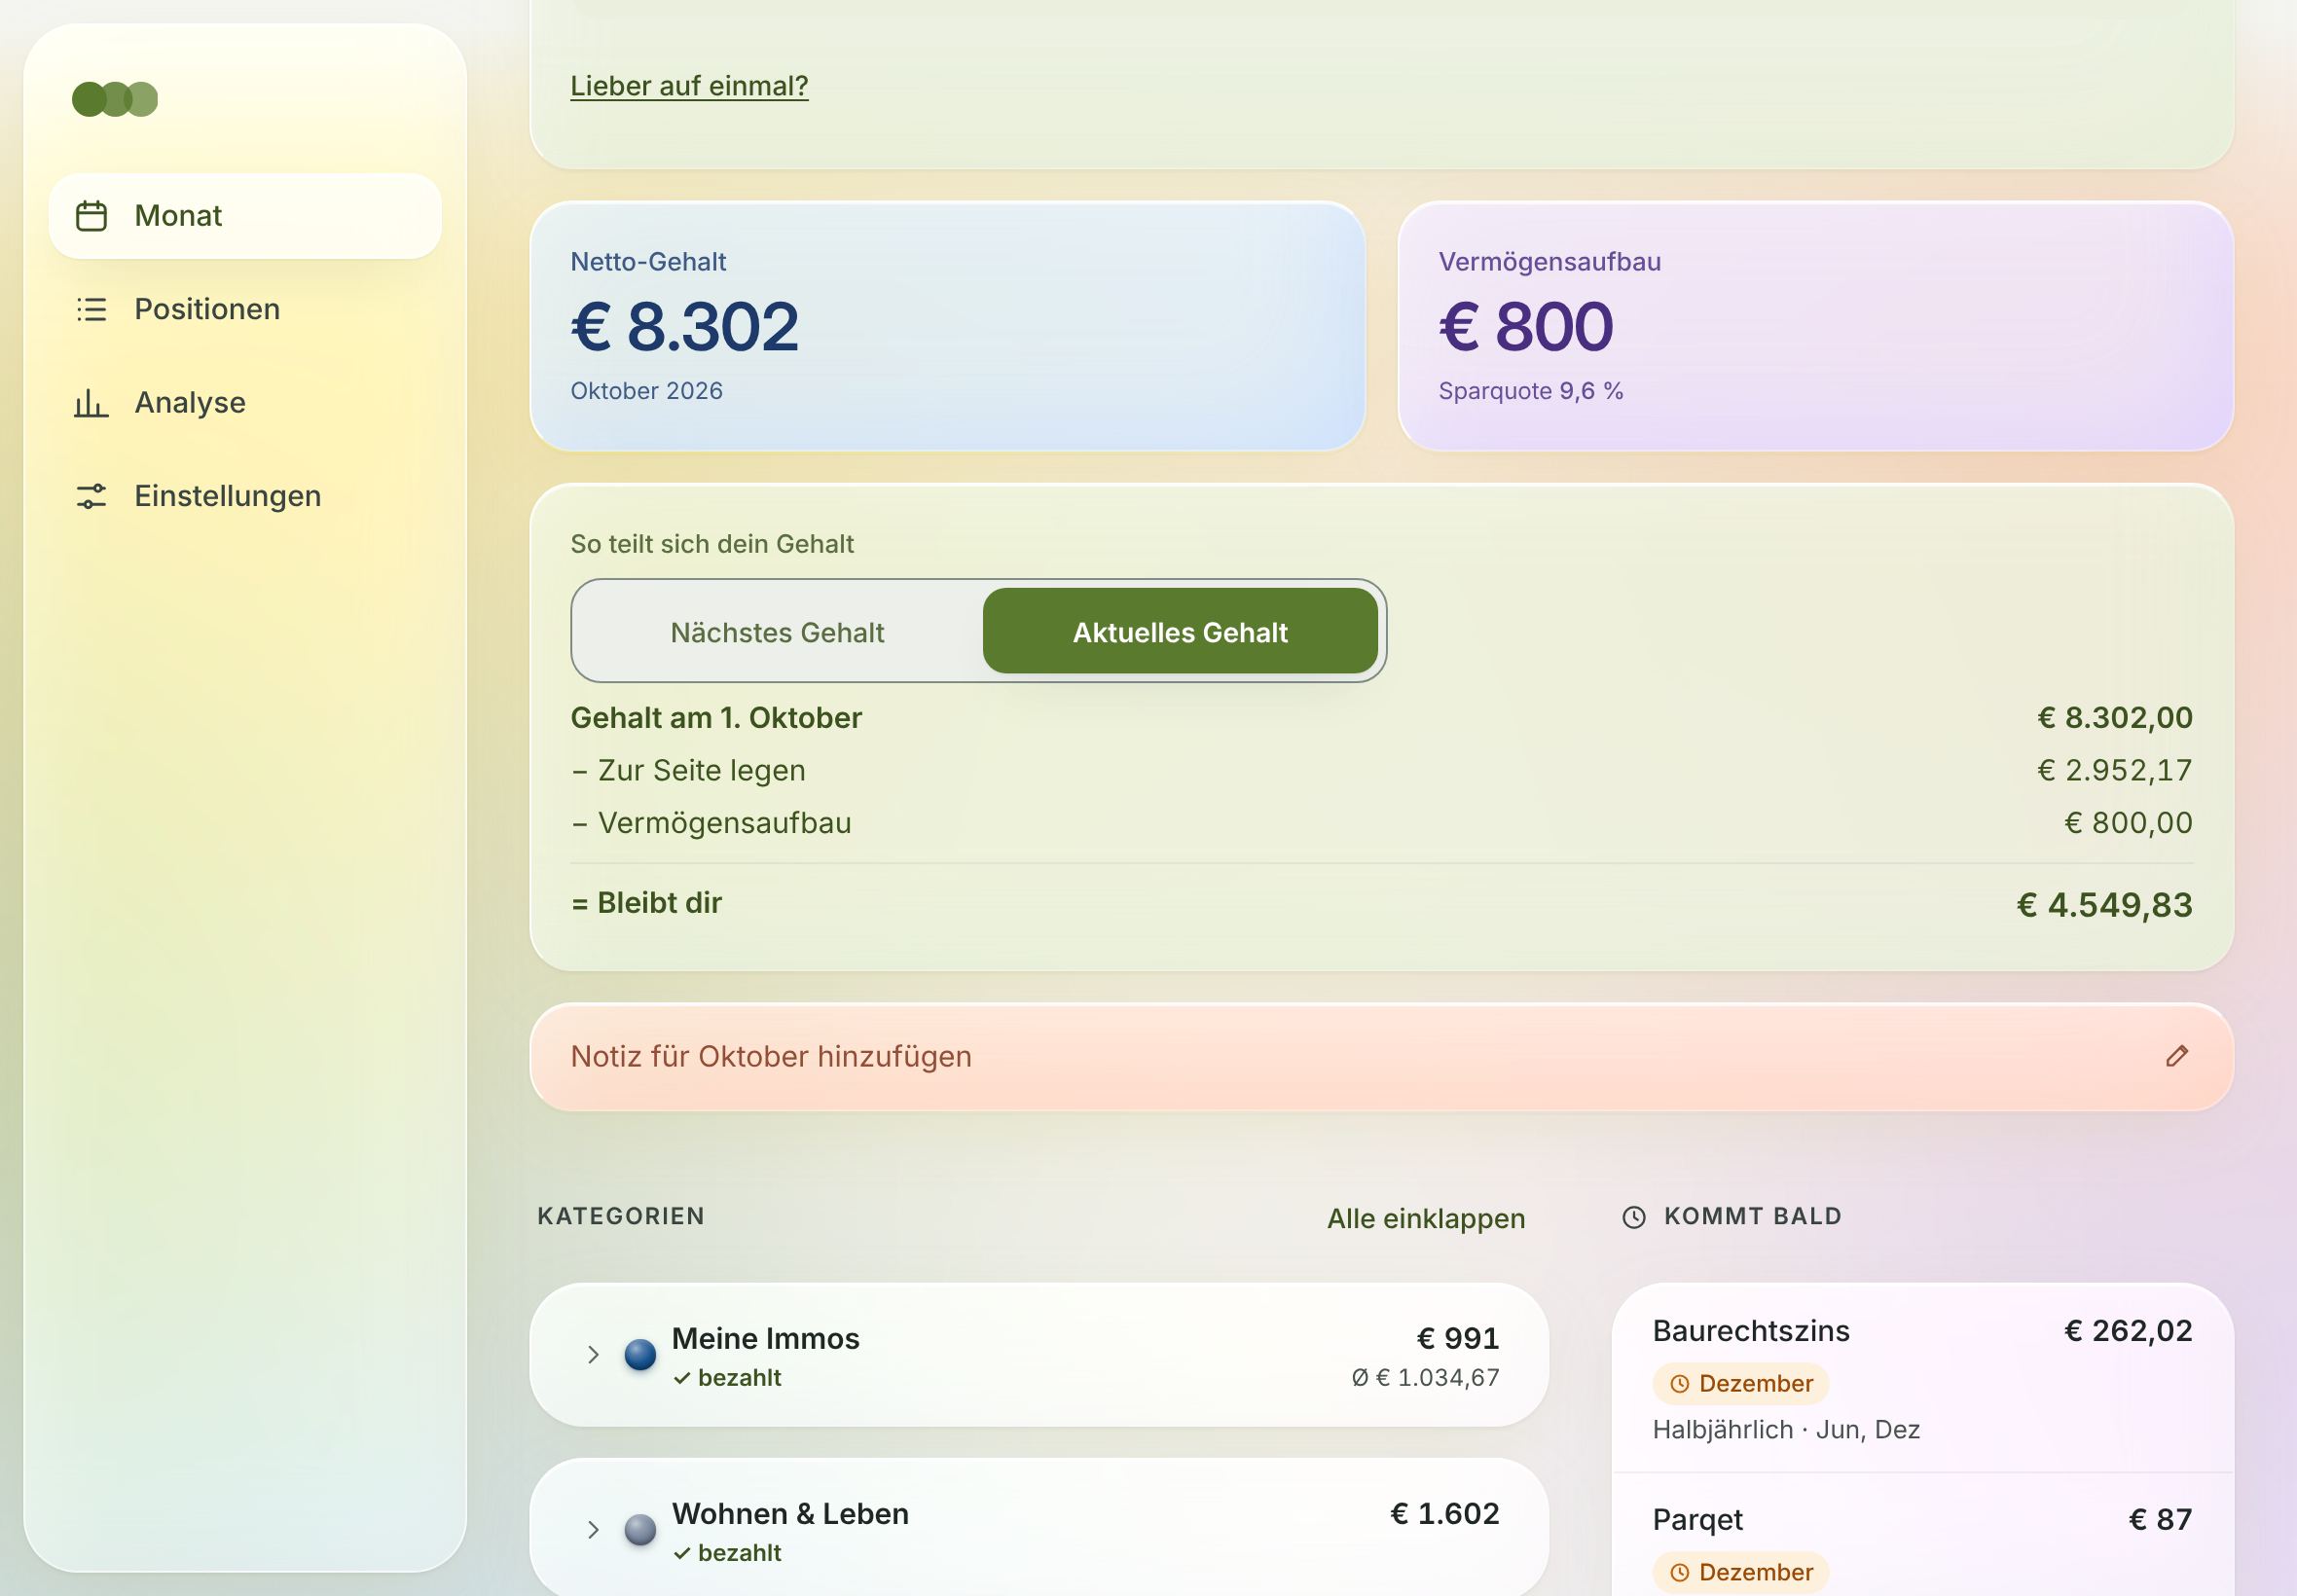 Lieber auf einmal?
Monat
Positionen
Analyse
Einstellungen
Netto-Gehalt
€ 8.302
Oktober 2026
Vermögensaufbau
€ 800
Sparquote 9,6 %
So teilt sich dein Gehalt
Nächstes Gehalt
Aktuelles Gehalt
Gehalt am 1. Oktober € 8.302,00
− Zur Seite legen € 2.952,17
− Vermögensaufbau € 800,00
= Bleibt dir € 4.549,83
Notiz für Oktober hinzufügen
KATEGORIEN
Alle einklappen
Meine Immos € 991
✓ bezahlt Ø € 1.034,67
Wohnen & Leben € 1.602
✓ bezahlt
KOMMT BALD
Baurechtszins € 262,02
Dezember
Halbjährlich · Jun, Dez
Parqet € 87
Dezember